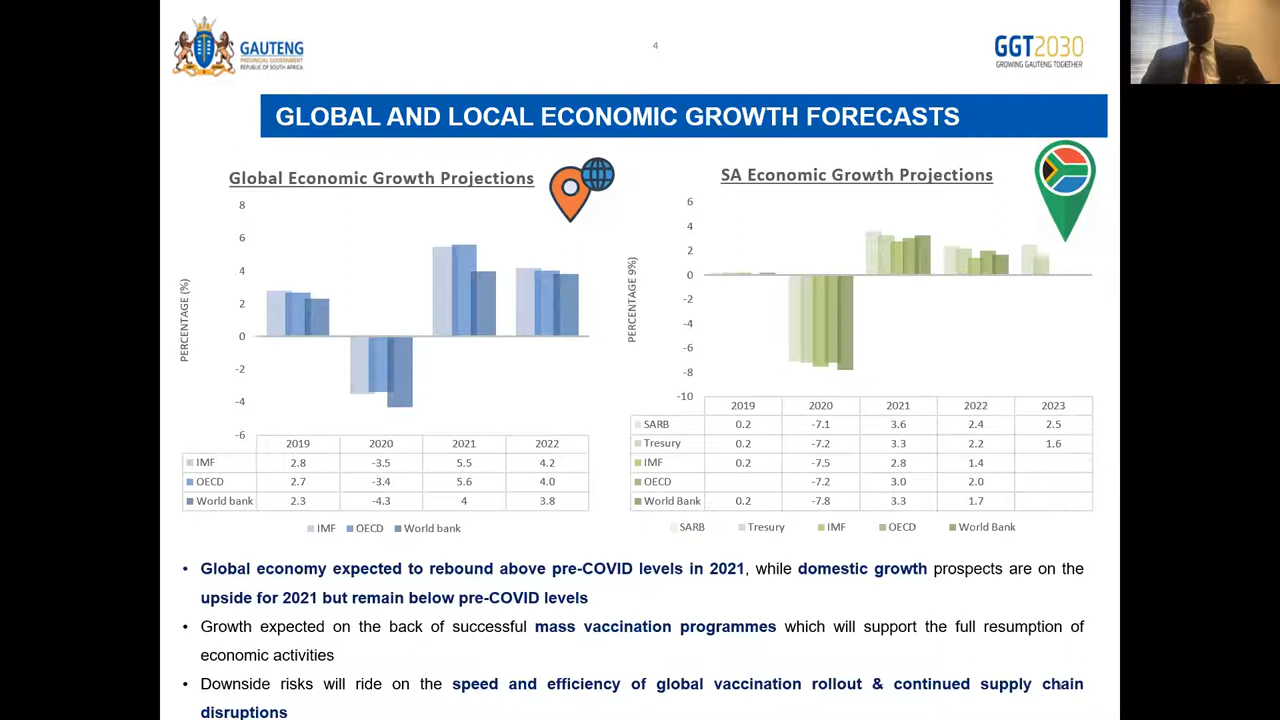 GAUTENG
PROVINCIAL GOVERNMENT
REPUBLIC OF SOUTH AFRICA
4
GGT2030
GROWING GAUTENG TOGETHER
GLOBAL AND LOCAL ECONOMIC GROWTH FORECASTS
Global Economic Growth Projections
PERCENTAGE (%)
8
6
4
2
0
-2
-4
-6
2019 2020 2021 2022
IMF 2.8 -3.5 5.5 4.2
OECD 2.7 -3.4 5.6 4.0
World bank 2.3 -4.3 4 3.8
IMF OECD World bank
SA Economic Growth Projections
PERCENTAGE 9%)
6
4
2
0
-2
-4
-6
-8
-10
2019 2020 2021 2022 2023
SARB 0.2 -7.1 3.6 2.4 2.5
Tresury 0.2 -7.2 3.3 2.2 1.6
IMF 0.2 -7.5 2.8 1.4
OECD -7.2 3.0 2.0
World Bank 0.2 -7.8 3.3 1.7
SARB Tresury IMF OECD World Bank
• Global economy expected to rebound above pre-COVID levels in 2021, while domestic growth prospects are on the
upside for 2021 but remain below pre-COVID levels
• Growth expected on the back of successful mass vaccination programmes which will support the full resumption of
economic activities
• Downside risks will ride on the speed and efficiency of global vaccination rollout & continued supply chain
disruptions